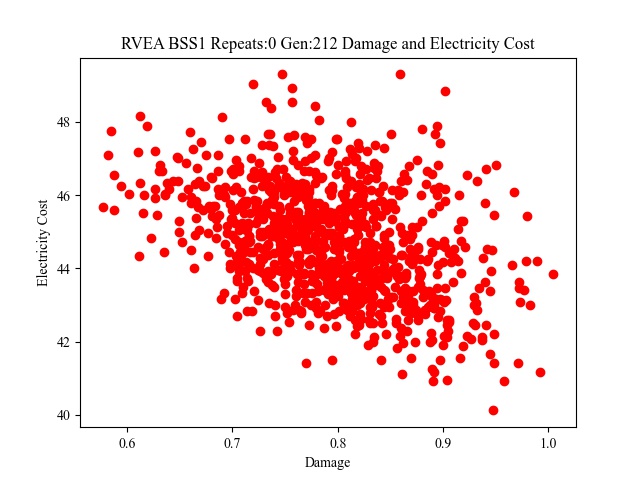 RVEA BSS1 Repeats:0 Gen:212 Damage and Electricity Cost
48
46
44
42
40
Electricity Cost
0.6 0.7 0.8 0.9 1.0
Damage